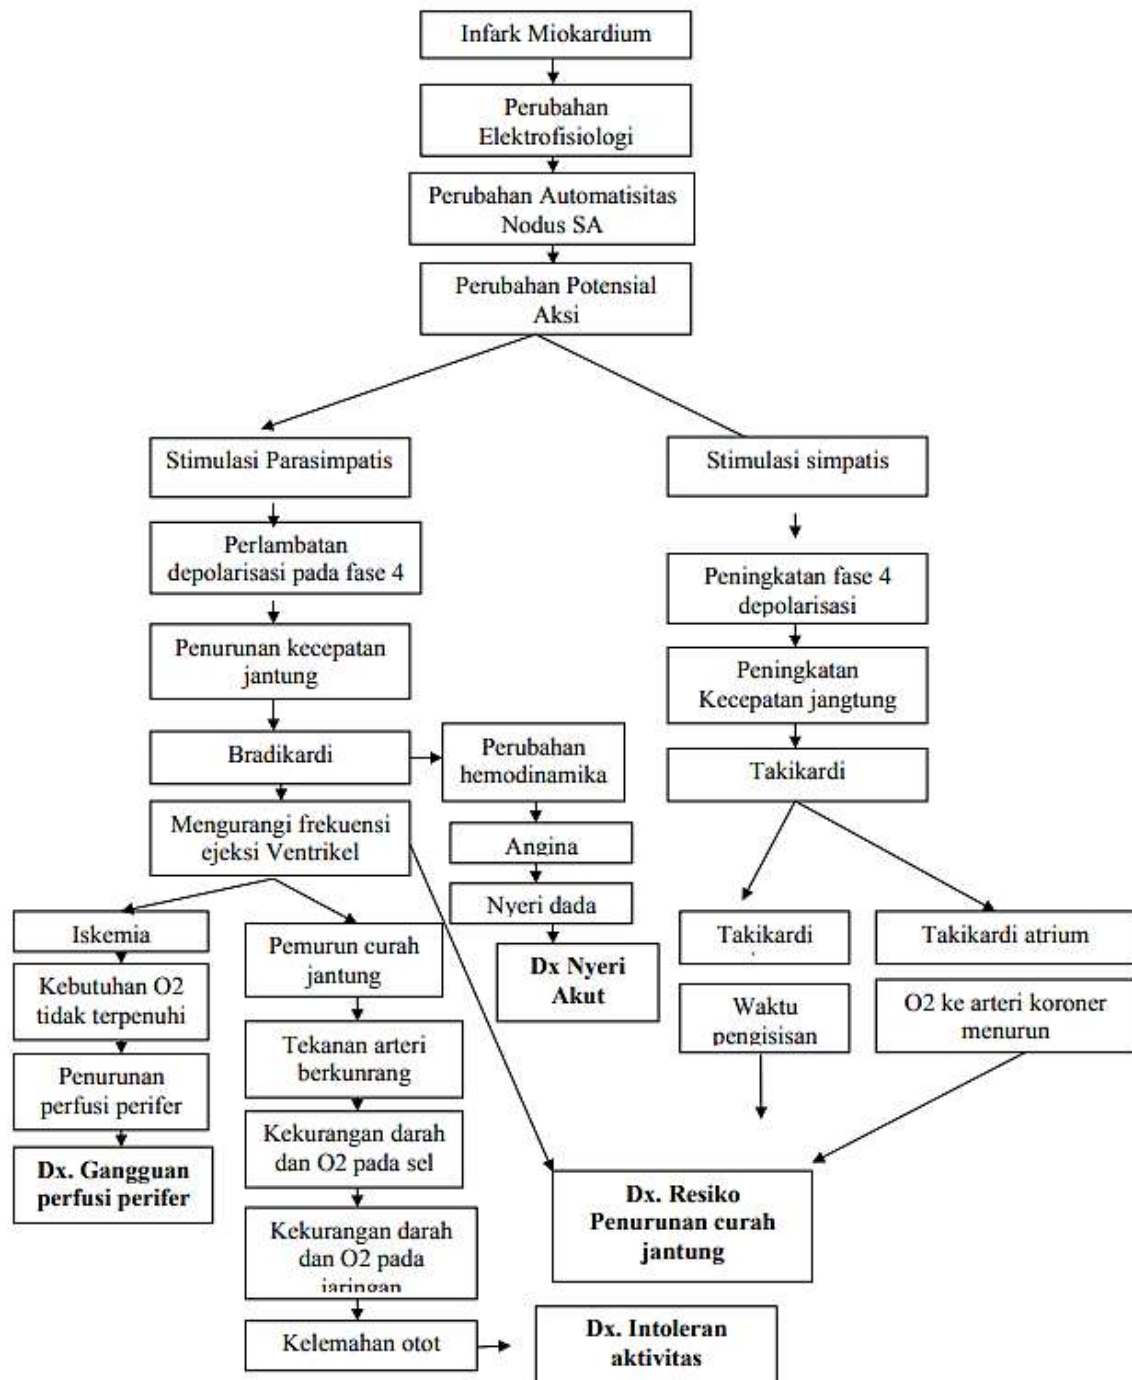 Infark Miokardium
Perubahan
Elektrofisiologi
Perubahan Automatisitas
Nodus SA
Perubahan Potensial
Aksi
Stimulasi Parasimpatis
Stimulasi simpatis
Perlambatan
depolarisasi pada fase 4
Peningkatan fase 4
depolarisasi
Penurunan kecepatan
jantung
Peningkatan
Kecepatan jangtung
Bradikardi
Perubahan
hemodinamika
Takikardi
Mengurangi frekuensi
ejeksi Ventrikel
Angina
Nyeri dada
Dx Nyeri
Akut
Iskemia
Kebutuhan O2
tidak terpenuhi
Penurunan
perfusi perifer
Dx. Gangguan
perfusi perifer
Pemurun curah
jantung
Tekanan arteri
berkunrang
Kekurangan darah
dan O2 pada sel
Kekurangan darah
dan O2 pada
jaringan
Kelemahan otot
Takikardi
Takikardi atrium
Waktu
pengisisan
O2 ke arteri koroner
menurun
Dx. Resiko
Penurunan curah
jantung
Dx. Intoleran
aktivitas